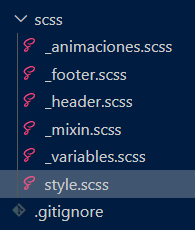 scss
_animaciones.scss
_footer.scss
_header.scss
_mixin.scss
_variables.scss
style.scss
.gitignore